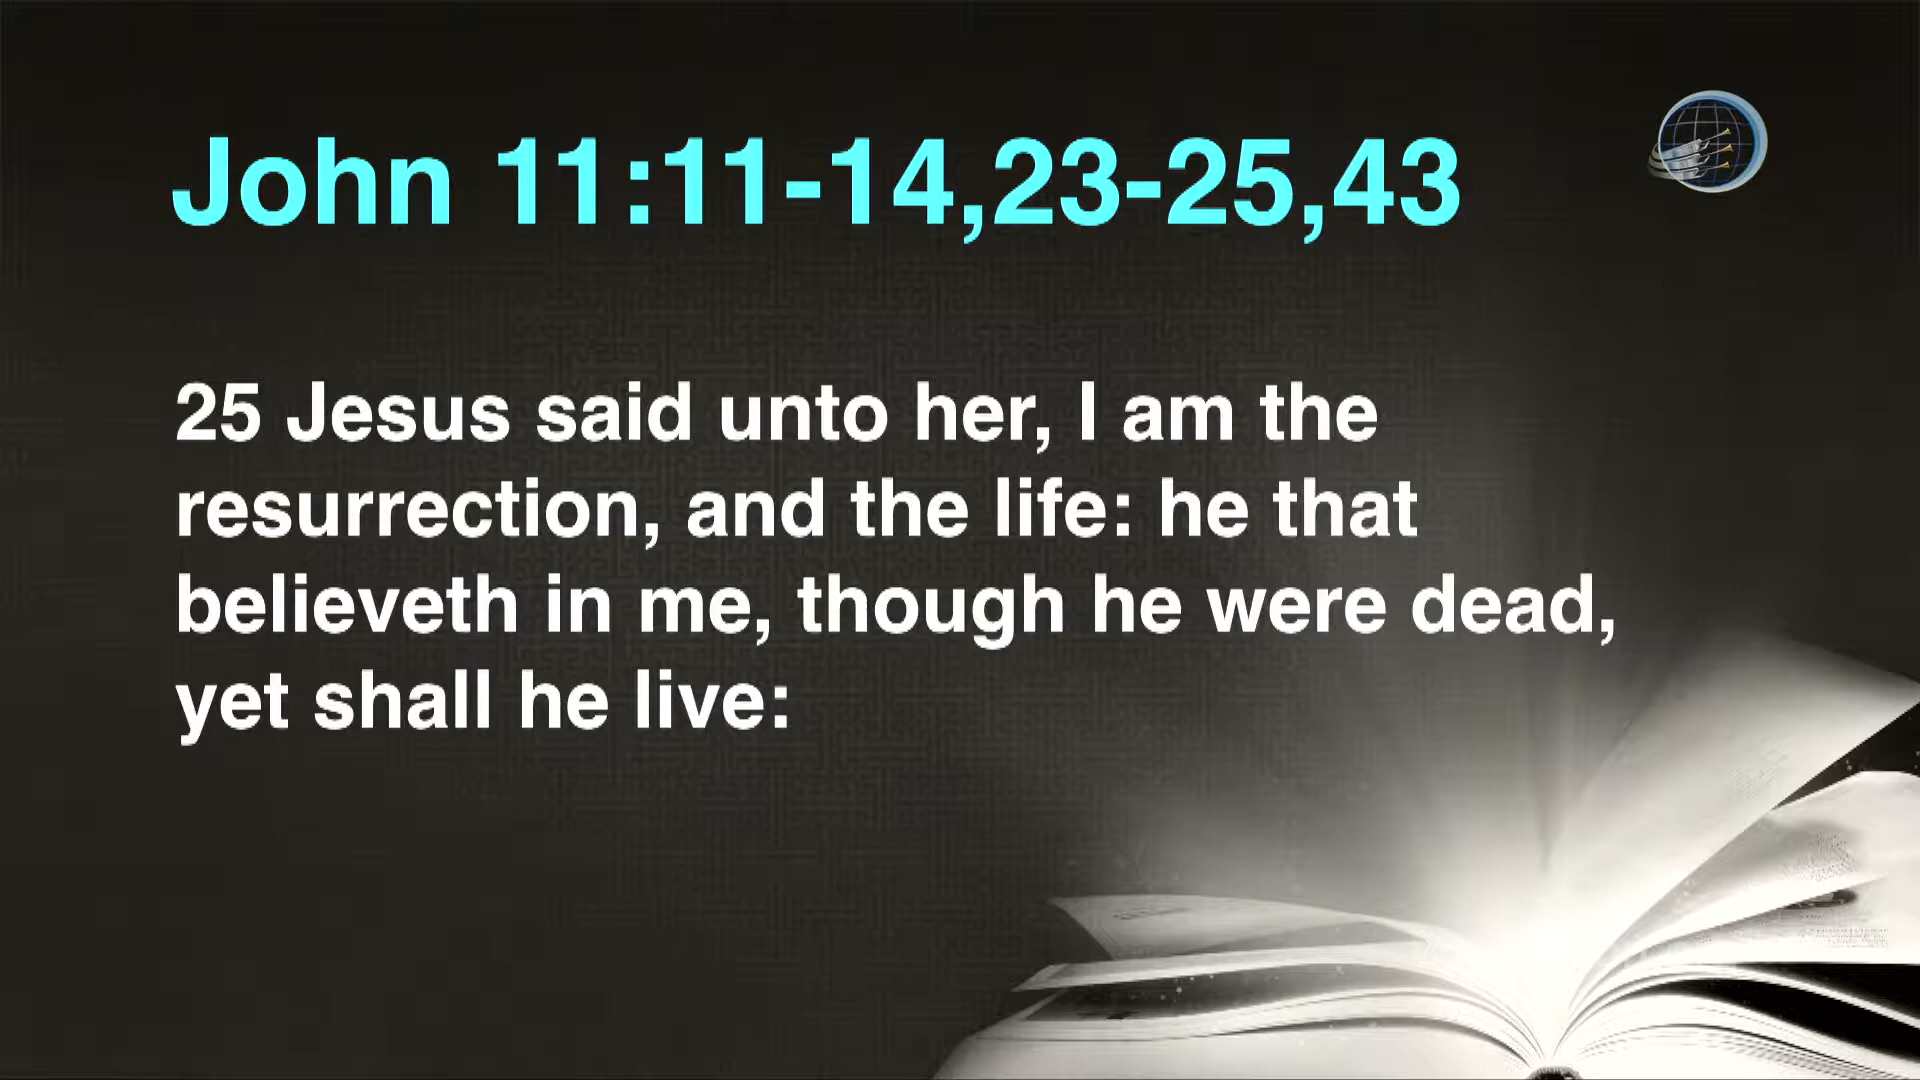 John 11:11-14,23-25,43
25 Jesus said unto her, I am the
resurrection, and the life: he that
believeth in me, though he were dead,
yet shall he live: